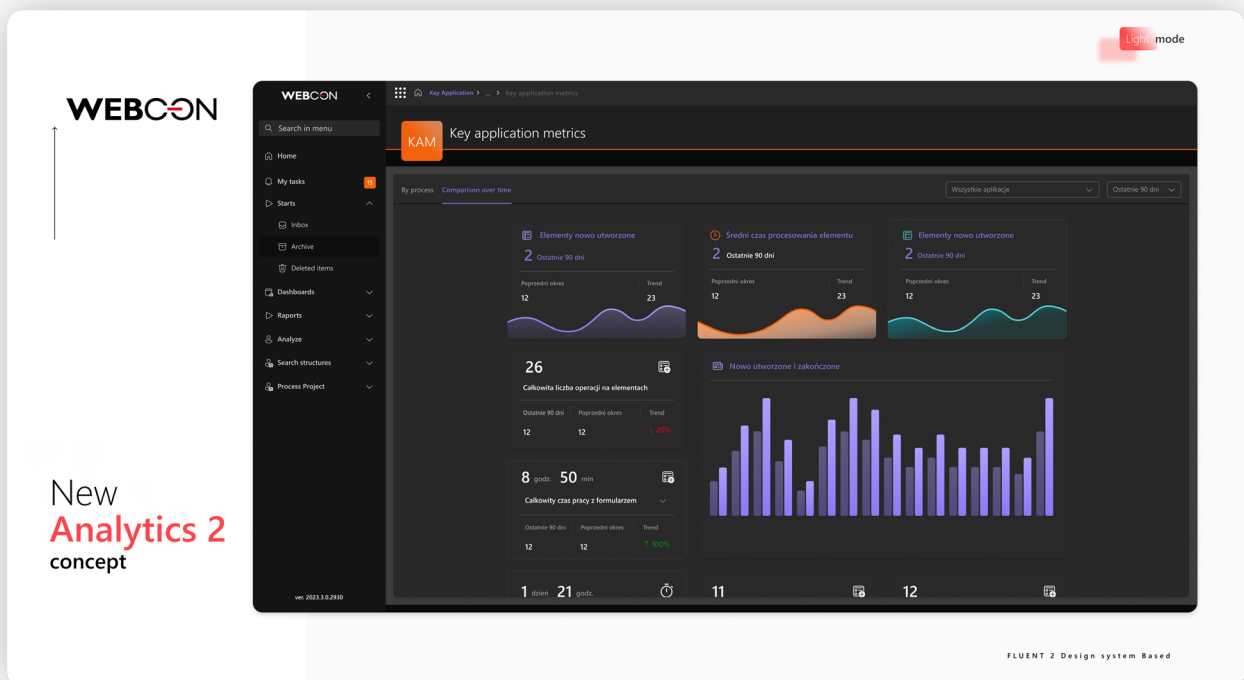 Light mode
WEBCON
New
Analytics 2
concept
WEBCON
Search in menu
Home
My tasks 15
Starts
Inbox
Archive
Deleted items
Dashboards
Reports
Analyze
Search structures
Process Project
ver. 2023.3.0.2930
Key Application > ... > Key application metrics
KAM Key application metrics
By process Comparison over time
Wszystkie aplikacje Ostatnie 90 dni
Elementy nowo utworzone
2 Ostatnie 90 dni
Poprzedni okres Trend
12 23
Średni czas procesowania elementu
2 Ostatnie 90 dni
Poprzedni okres Trend
12 23
Elementy nowo utworzone
2 Ostatnie 90 dni
Poprzedni okres Trend
12 23
26
Całkowita liczba operacji na elementach
Ostatnie 90 dni Poprzedni okres Trend
12 12 ↓ 20%
Nowo utworzone i zakończone
8 godz. 50 min
Całkowity czas pracy z formularzem
Ostatnie 90 dni Poprzedni okres Trend
12 12 ↑ 100%
1 dzień 21 godz.
11
12
FLUENT 2 Design system Based